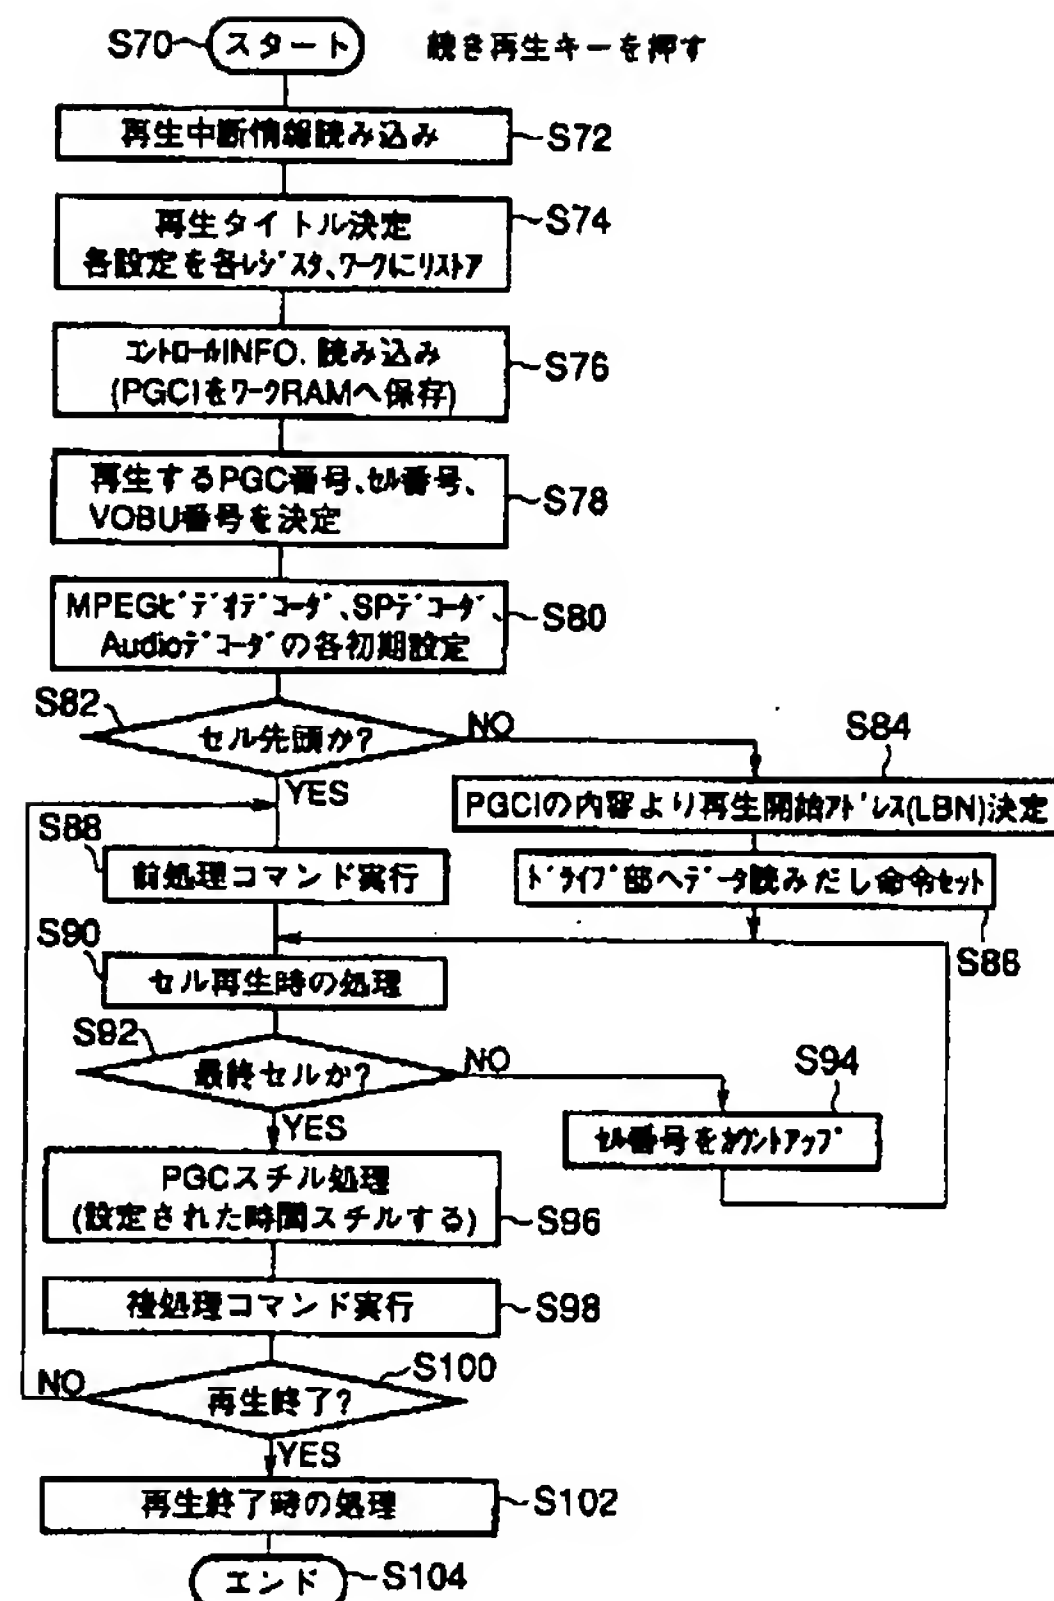 S70 スタート 続き再生キーを押す
再生中断情報読み込み S72
再生タイトル決定 S74
各設定を各レジスタ、ワークにリストア
コントロールINFO. 読み込み S76
(PGCIをワークRAMへ保存)
再生するPGC番号、セル番号、 S78
VOBU番号を決定
MPEGビデオデコーダ、SPデコーダ、 S80
Audioデコーダの各初期設定
S82 セル先頭か? NO
YES
S84
PGCIの内容より再生開始アドレス(LBN)決定
S88
前処理コマンド実行
ドライブ部へデータ読みだし命令セット
S86
S90
セル再生時の処理
S92 最終セルか? NO
YES
S94
セル番号をカウントアップ
PGCスチル処理
(設定された時間スチルする) S96
後処理コマンド実行 S98
S100
再生終了? NO
YES
再生終了時の処理 S102
エンド S104